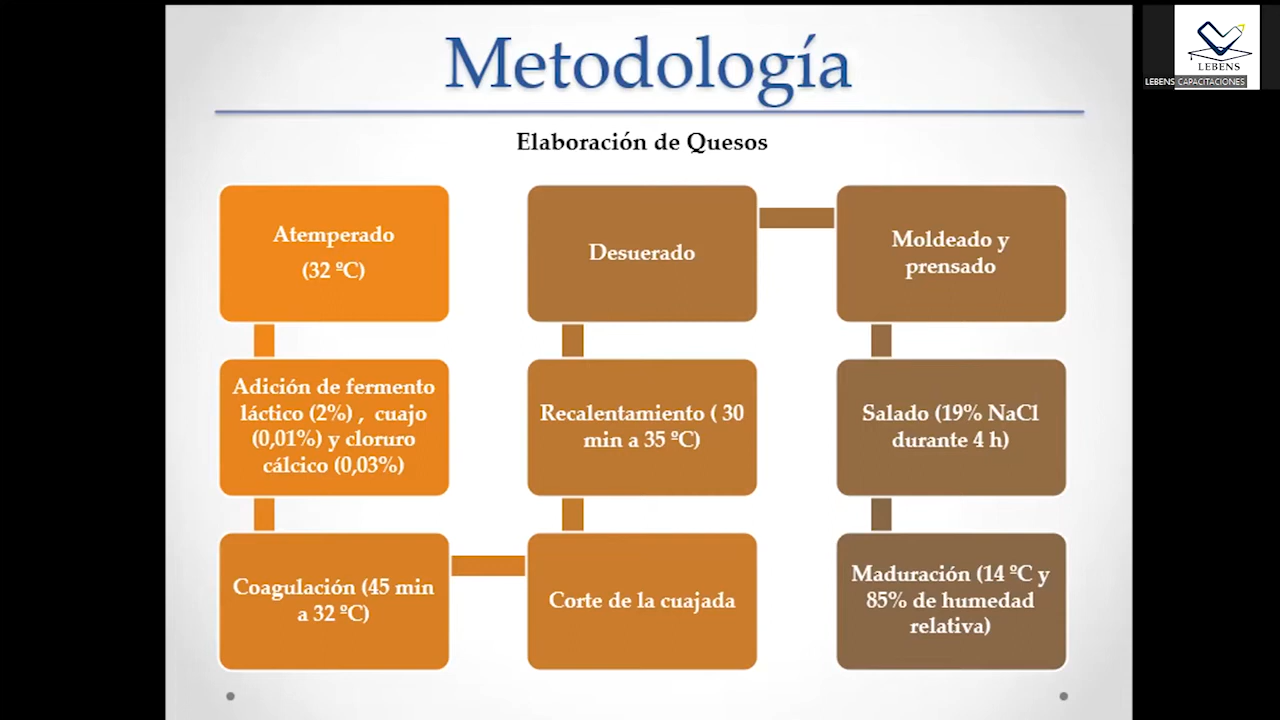 Metodología
Elaboración de Quesos
Atemperado
(32 ºC)
Adición de fermento
láctico (2%) , cuajo
(0,01%) y cloruro
cálcico (0,03%)
Coagulación (45 min
a 32 ºC)
Corte de la cuajada
Recalentamiento ( 30
min a 35 ºC)
Desuerado
Moldeado y
prensado
Salado (19% NaCl
durante 4 h)
Maduración (14 ºC y
85% de humedad
relativa)
LEBENS
LEBENS CAPACITACIONES